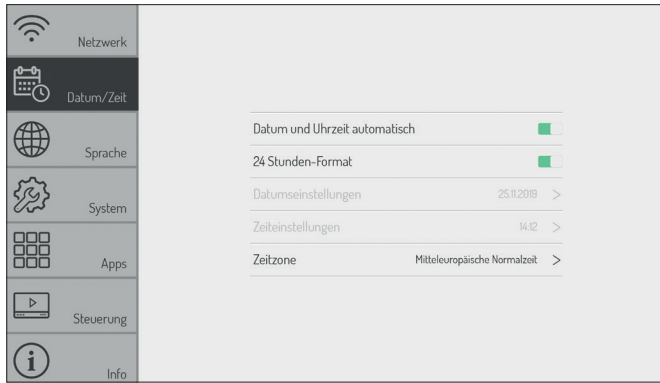 Netzwerk
Datum/Zeit
Sprache
System
Apps
Steuerung
Info
Datum und Uhrzeit automatisch
24 Stunden-Format
Datumseinstellungen 25.11.2019 >
Zeiteinstellungen 14:12 >
Zeitzone Mitteleuropäische Normalzeit >